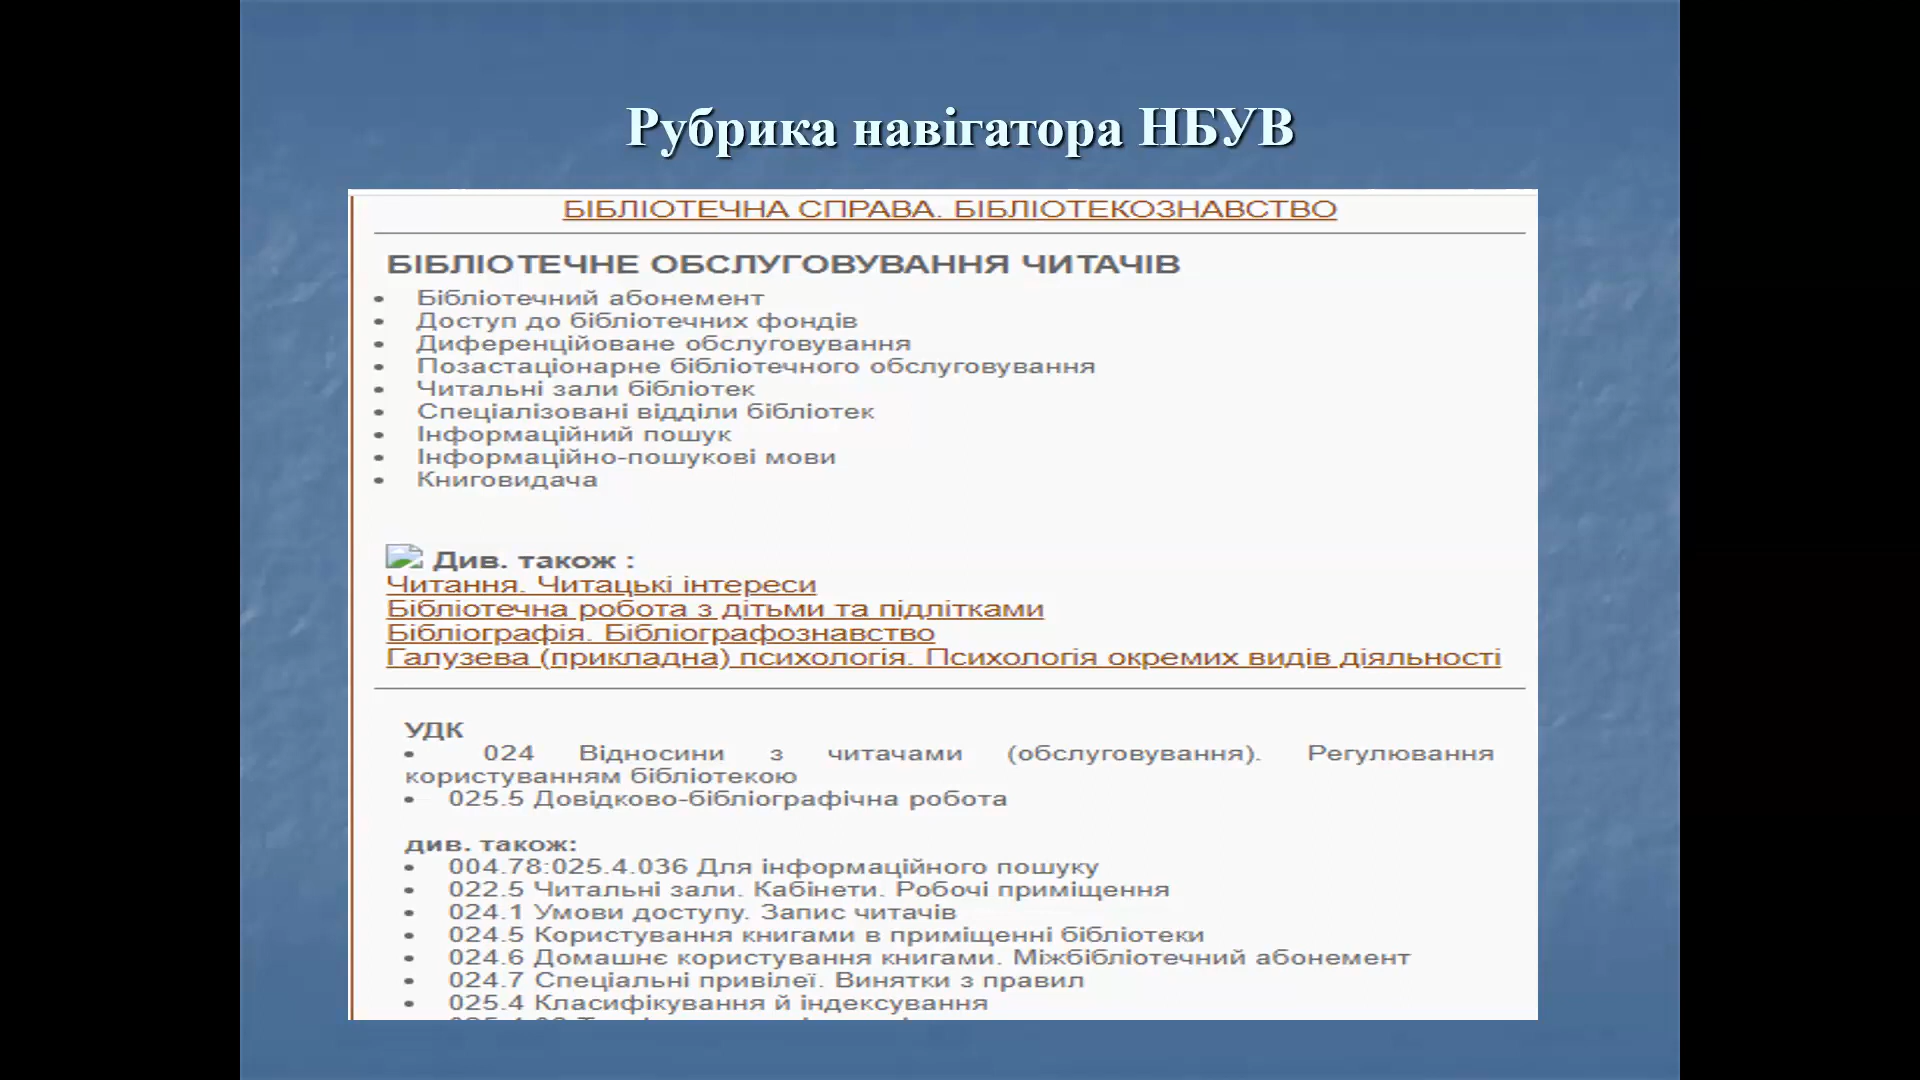 Рубрика навігатора НБУВ
БІБЛІОТЕЧНА СПРАВА. БІБЛІОТЕКОЗНАВСТВО
БІБЛІОТЕЧНЕ ОБСЛУГОВУВАННЯ ЧИТАЧІВ
• Бібліотечний абонемент
• Доступ до бібліотечних фондів
• Диференційоване обслуговування
• Позастаціонарне бібліотечного обслуговування
• Читальні зали бібліотек
• Спеціалізовані відділи бібліотек
• Інформаційний пошук
• Інформаційно-пошукові мови
• Книговидача
Див. також :
Читання. Читацькі інтереси
Бібліотечна робота з дітьми та підлітками
Бібліографія. Бібліографознавство
Галузева (прикладна) психологія. Психологія окремих видів діяльності
УДК
• 024 Відносини з читачами (обслуговування). Регулювання
користуванням бібліотекою
• 025.5 Довідково-бібліографічна робота
див. також:
• 004.78:025.4.036 Для інформаційного пошуку
• 022.5 Читальні зали. Кабінети. Робочі приміщення
• 024.1 Умови доступу. Запис читачів
• 024.5 Користування книгами в приміщенні бібліотеки
• 024.6 Домашнє користування книгами. Міжбібліотечний абонемент
• 024.7 Спеціальні привілеї. Винятки з правил
• 025.4 Класифікування й індексування